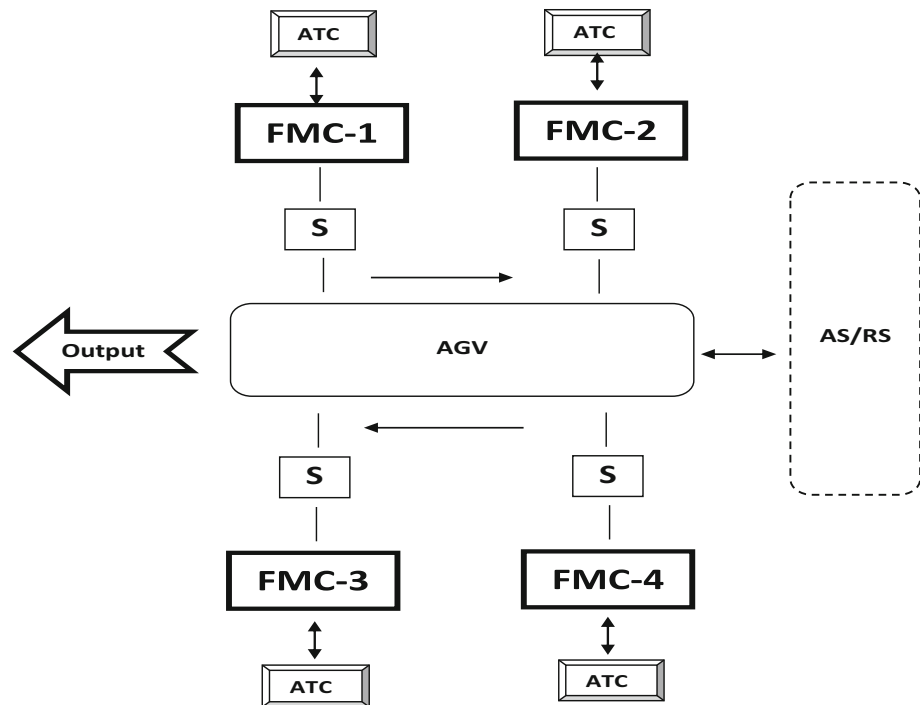 ATC
ATC
FMC-1
FMC-2
S
S
Output
AGV
AS/RS
S
S
FMC-3
FMC-4
ATC
ATC